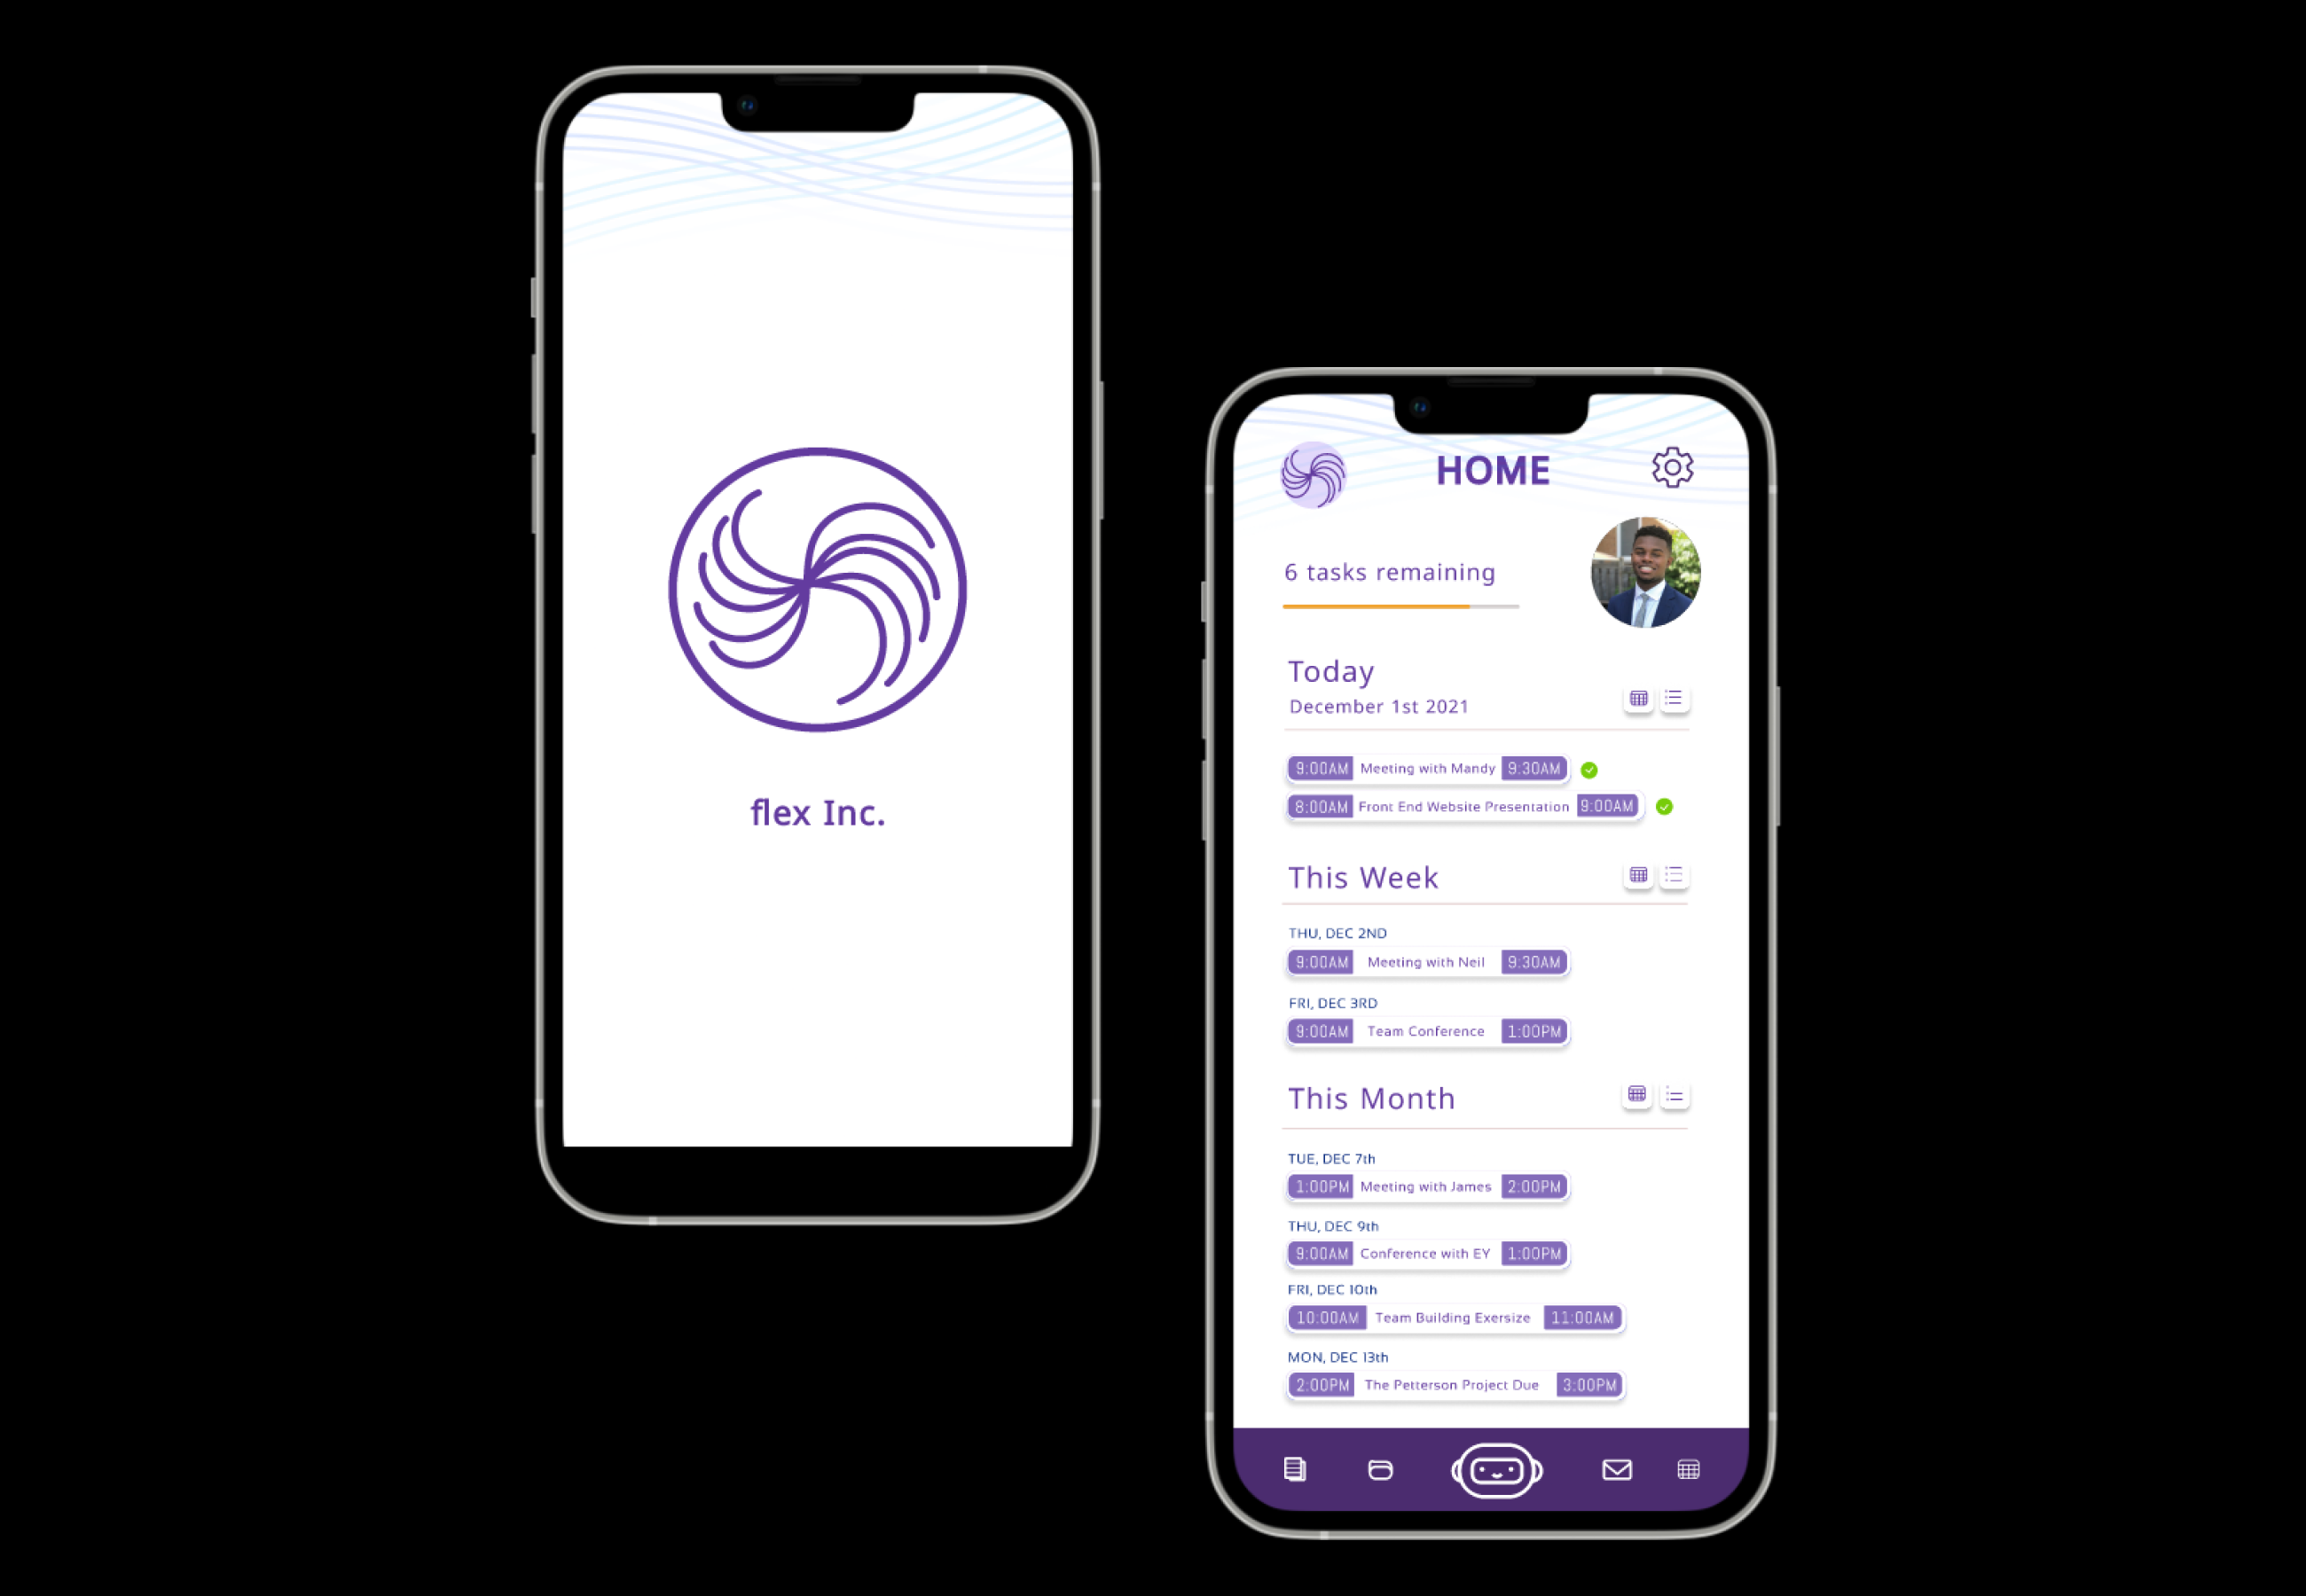 flex Inc.
HOME
6 tasks remaining
Today
December 1st 2021
9:00AM Meeting with Mandy 9:30AM
8:00AM Front End Website Presentation 9:00AM
This Week
THU, DEC 2ND
9:00AM Meeting with Neil 9:30AM
FRI, DEC 3RD
9:00AM Team Conference 1:00PM
This Month
TUE, DEC 7th
1:00PM Meeting with James 2:00PM
THU, DEC 9th
9:00AM Conference with EY 1:00PM
FRI, DEC 10th
10:00AM Team Building Exersize 11:00AM
MON, DEC 13th
2:00PM The Petterson Project Due 3:00PM